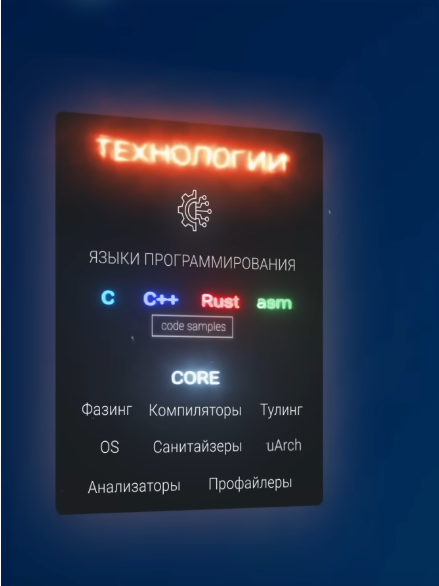 ТЕХНОЛОГИИ
ЯЗЫКИ ПРОГРАММИРОВАНИЯ
C C++ Rust asm
code samples
CORE
Фазинг Компиляторы Тулинг
OS Санитайзеры uArch
Анализаторы Профайлеры